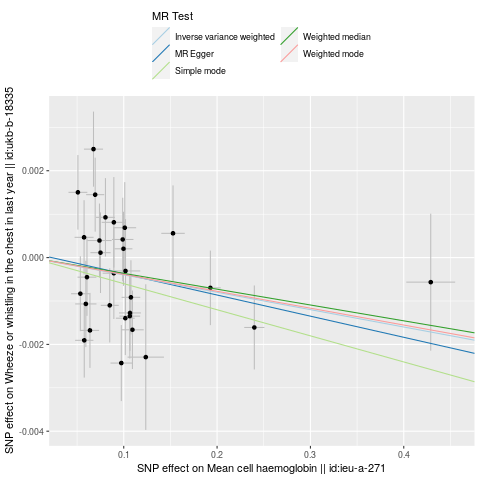 MR Test
Inverse variance weighted
Weighted median
MR Egger
Weighted mode
Simple mode
SNP effect on Wheeze or whistling in the chest in last year || id:ukb-b-18335
0.002
0.000
-0.002
-0.004
0.1
0.2
0.3
0.4
SNP effect on Mean cell haemoglobin || id:ieu-a-271